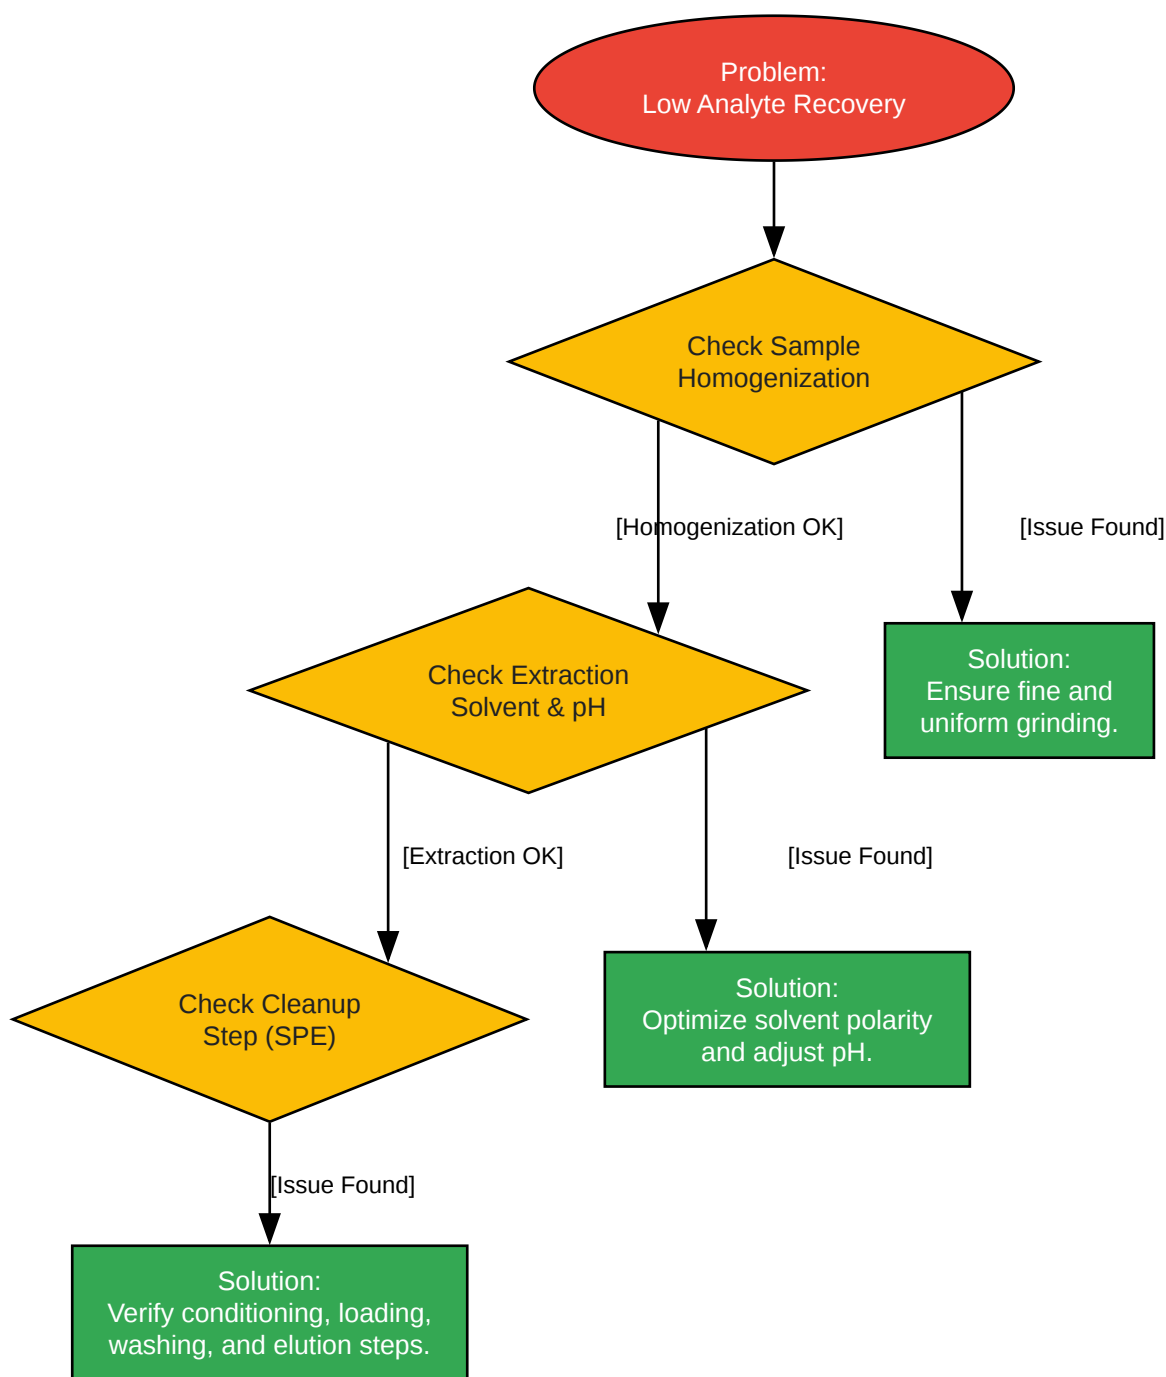 Problem:
Low Analyte Recovery
Check Sample
Homogenization
[Homogenization OK]
[Issue Found]
Check Extraction
Solvent & pH
Solution:
Ensure fine and
uniform grinding.
[Extraction OK]
[Issue Found]
Check Cleanup
Step (SPE)
Solution:
Optimize solvent polarity
and adjust pH.
[Issue Found]
Solution:
Verify conditioning, loading,
washing, and elution steps.